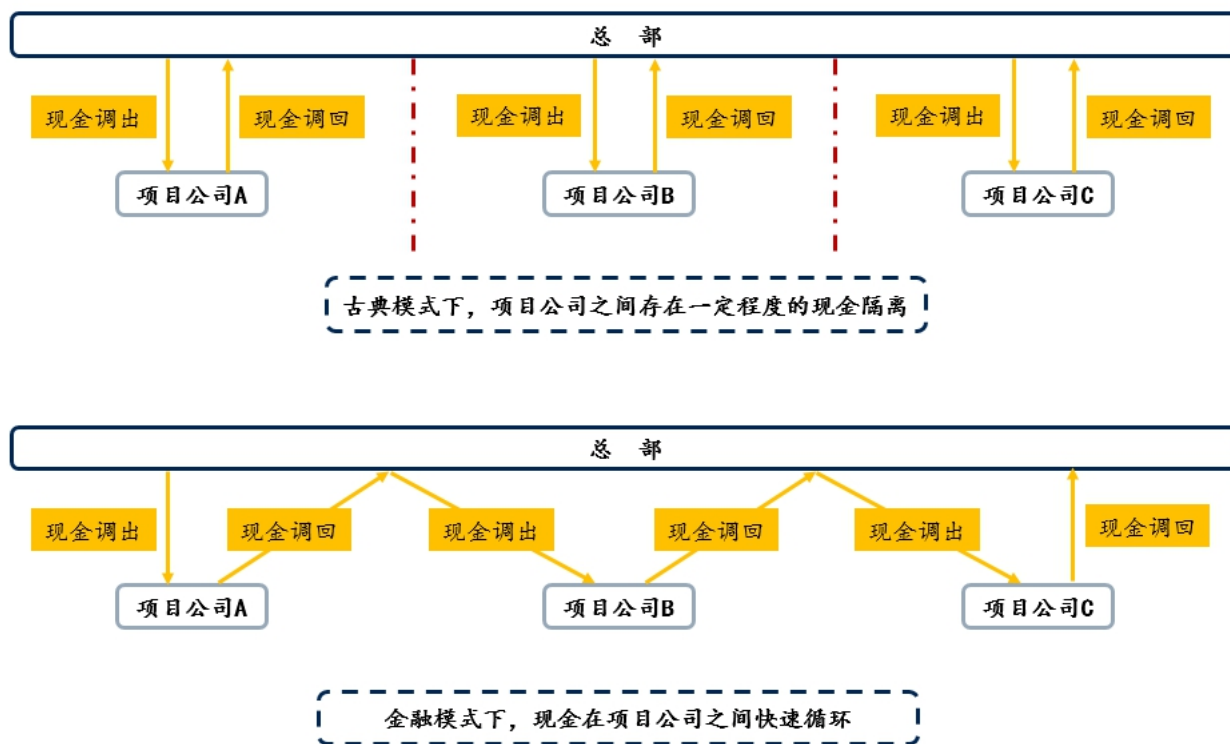 总 部
现金调出 现金调回 现金调出 现金调回 现金调出 现金调回
项目公司A 项目公司B 项目公司C
古典模式下，项目公司之间存在一定程度的现金隔离
总 部
现金调出 现金调回 现金调出 现金调回 现金调出 现金调回
项目公司A 项目公司B 项目公司C
金融模式下，现金在项目公司之间快速循环